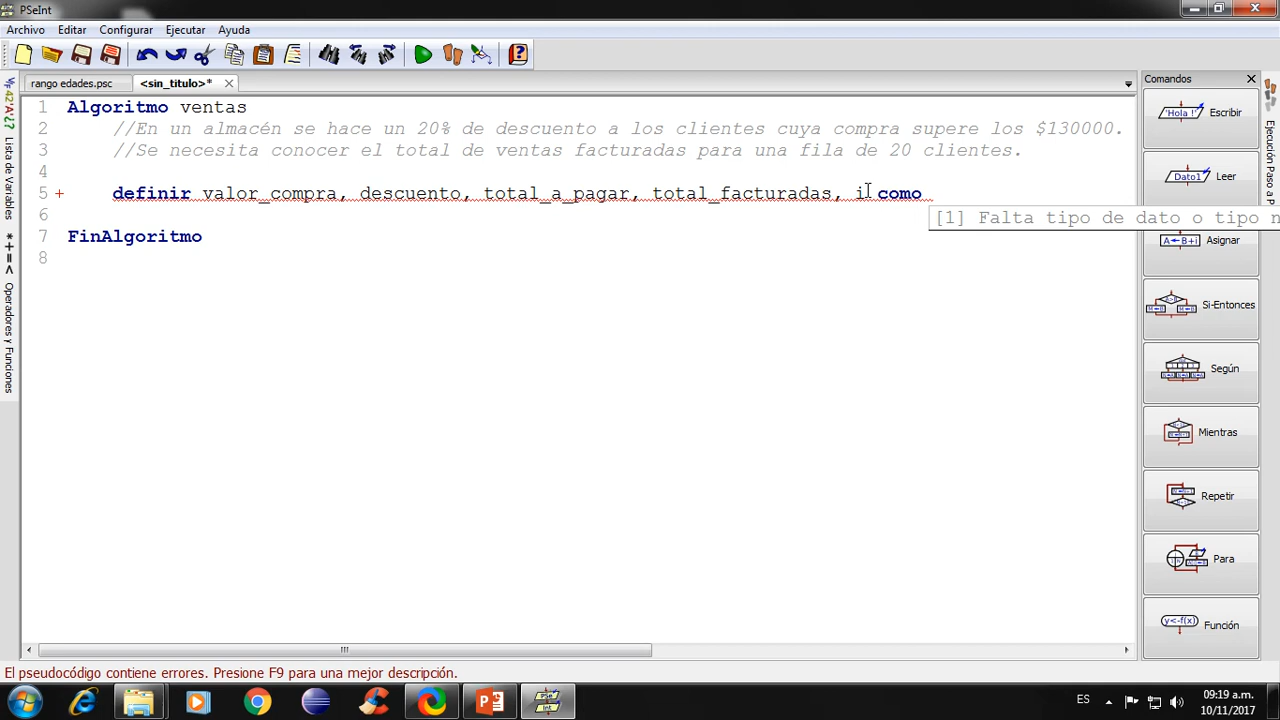 PSeInt
Archivo Editar Configurar Ejecutar Ayuda
rango edades.psc <sin_titulo>*
Comandos
1 Algoritmo ventas
2 //En un almacén se hace un 20% de descuento a los clientes cuya compra supere los $130000.
3 //Se necesita conocer el total de ventas facturadas para una fila de 20 clientes.
4
5 + definir valor_compra, descuento, total_a_pagar, total_facturadas, i como
[1] Falta tipo de dato o tipo n
6
7 FinAlgoritmo
8
Lista de Variables
Operadores y Funciones
'Hola !' Escribir
Dato1 Leer
A←B+i Asignar
Si-Entonces
Según
Mientras
Repetir
Para
y<-f(x) Función
Ejecución Paso a P
El pseudocódigo contiene errores. Presione F9 para una mejor descripción.
ES
09:19 a.m.
10/11/2017